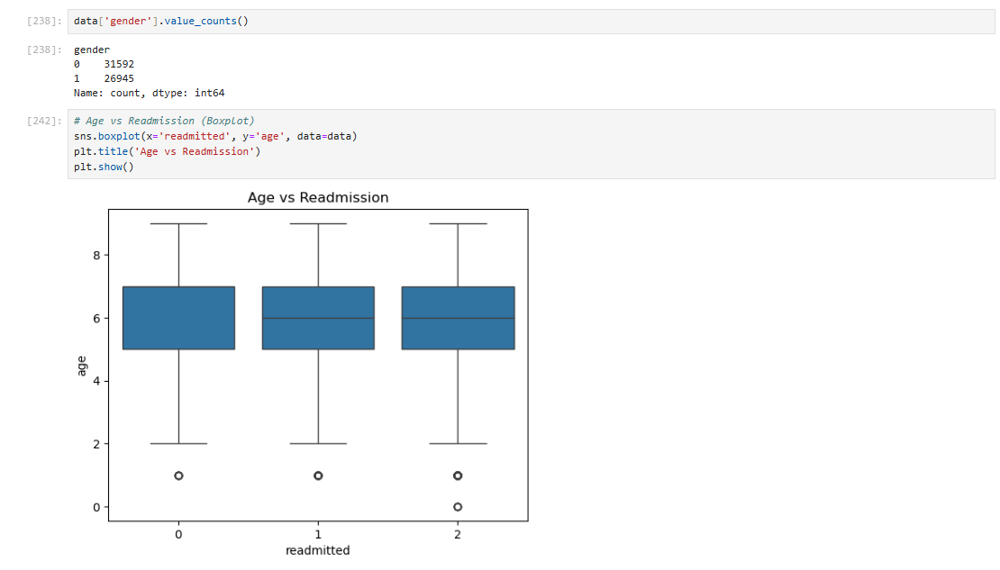 [238]: data['gender'].value_counts()
[238]: gender
0    31592
1    26945
Name: count, dtype: int64
[242]: # Age vs Readmission (Boxplot)
sns.boxplot(x='readmitted', y='age', data=data)
plt.title('Age vs Readmission')
plt.show()
Age vs Readmission
8
6
age
4
2
0
0 1 2
readmitted